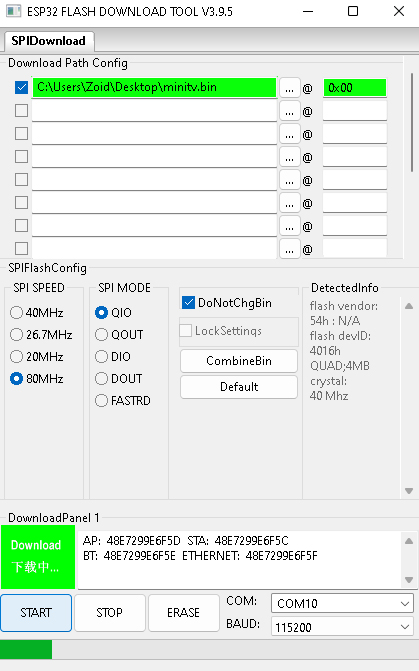 ESP32 FLASH DOWNLOAD TOOL V3.9.5
SPIDownload
Download Path Config
C:\Users\Zoid\Desktop\minitv.bin ... @ 0x00
... @
... @
... @
... @
... @
... @
... @
SPIFlashConfig
SPI SPEED
40MHz
26.7MHz
20MHz
80MHz
SPI MODE
QIO
QOUT
DIO
DOUT
FASTRD
DoNotChgBin
LockSettings
CombineBin
Default
DetectedInfo
flash vendor:
54h : N/A
flash devID:
4016h
QUAD;4MB
crystal:
40 Mhz
DownloadPanel 1
Download
下载中...
AP: 48E7299E6F5D STA: 48E7299E6F5C
BT: 48E7299E6F5E ETHERNET: 48E7299E6F5F
START
STOP
ERASE
COM: COM10
BAUD: 115200